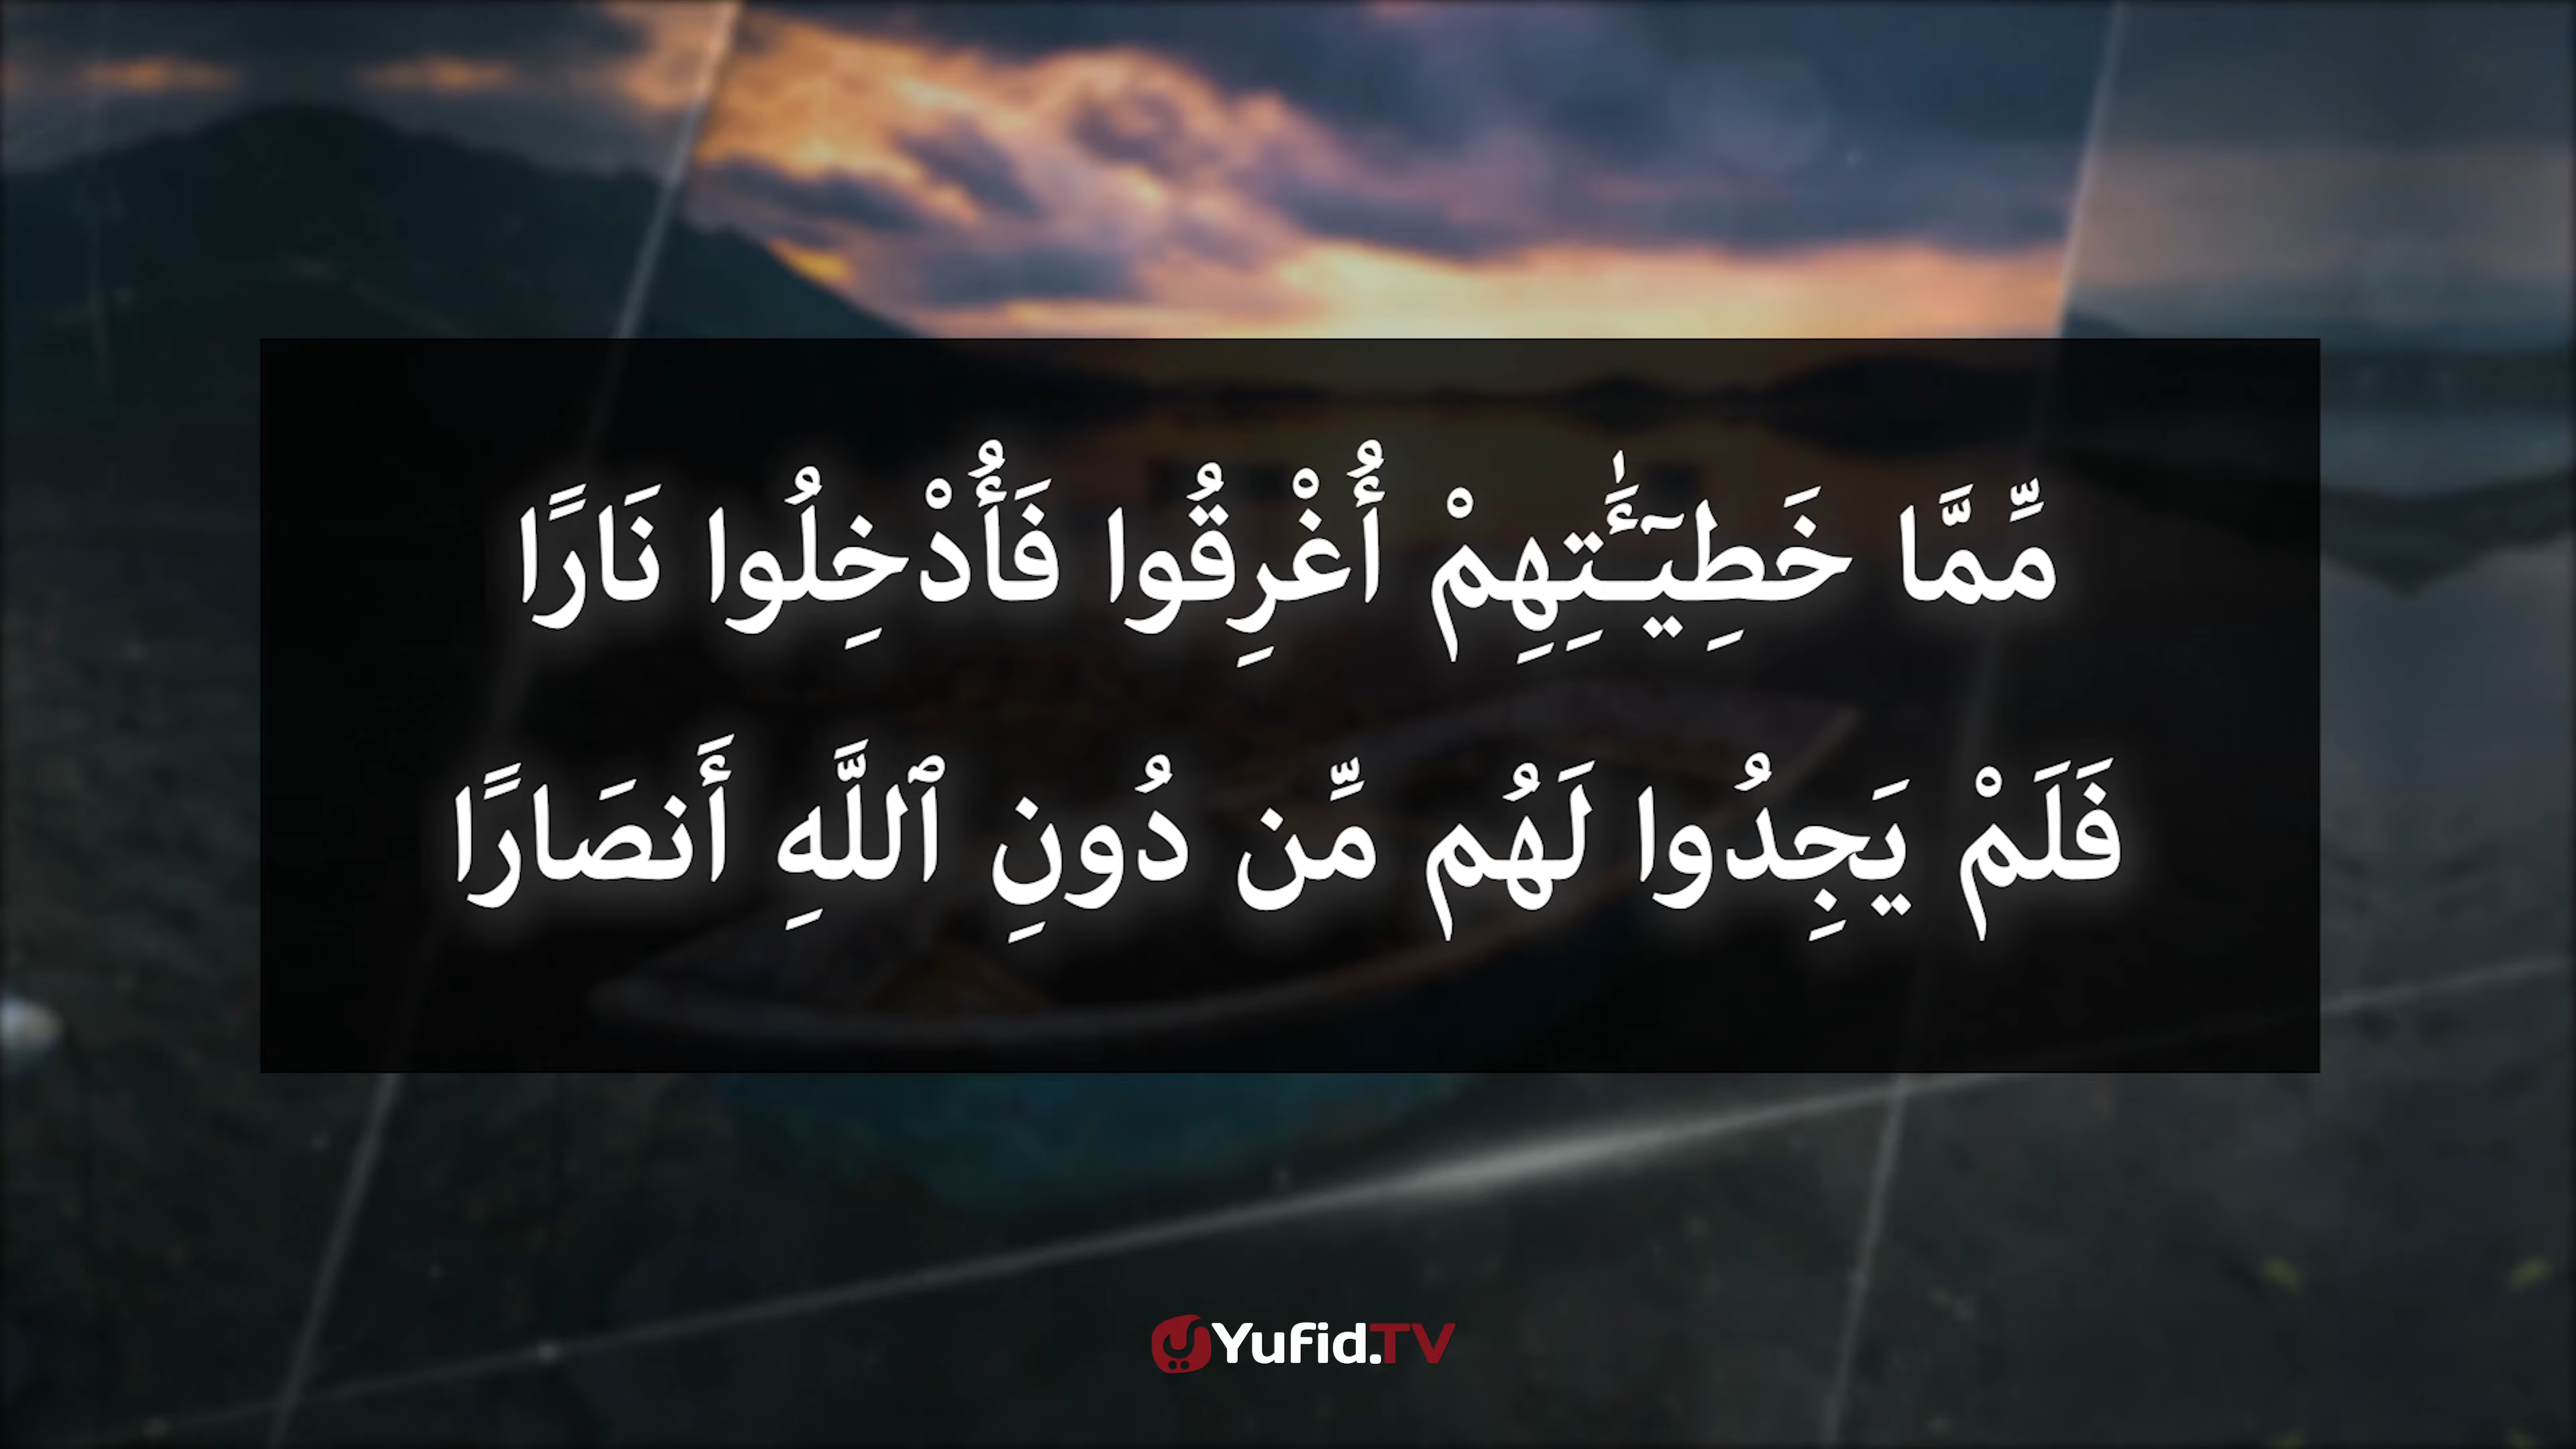 مِّمَّا خَطِيٓـَٰٔتِهِمْ أُغْرِقُوا فَأُدْخِلُوا نَارًا
فَلَمْ يَجِدُوا لَهُم مِّن دُونِ ٱللَّهِ أَنصَارًا
Yufid.TV